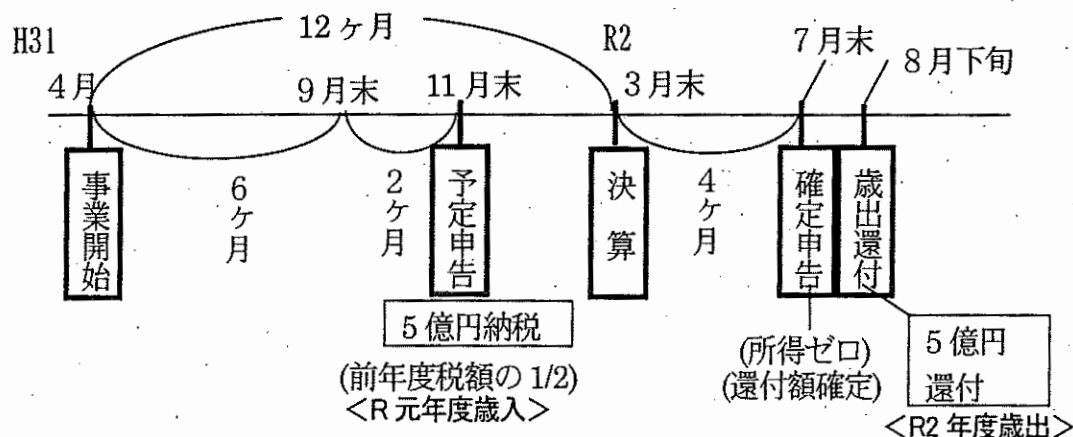 H31
12ヶ月
R2
7月末
8月下旬
4月
9月末
11月末
3月末
事業開始
6ヶ月
2ヶ月
予定申告
決算
4ヶ月
確定申告
歳出還付
5億円納税
(前年度税額の1/2)
<R元年度歳入>
(所得ゼロ)
(還付額確定)
5億円
還付
<R2年度歳出>